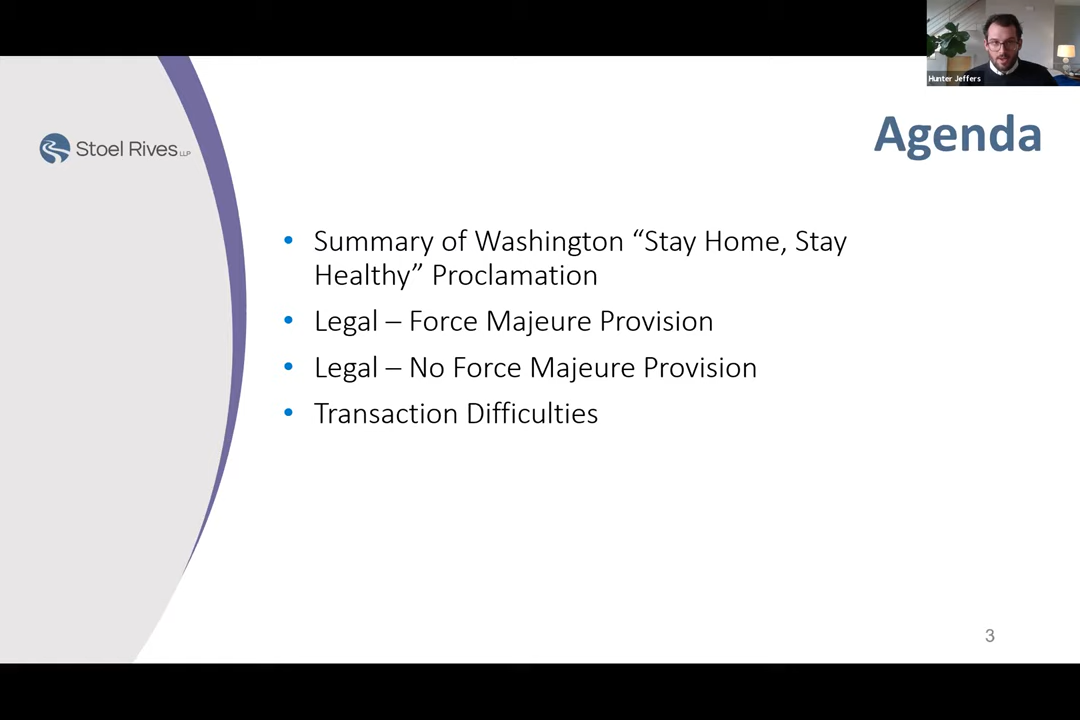 Hunter Jeffers
Agenda
Stoel Rives LLP
• Summary of Washington “Stay Home, Stay
Healthy” Proclamation
• Legal – Force Majeure Provision
• Legal – No Force Majeure Provision
• Transaction Difficulties
3